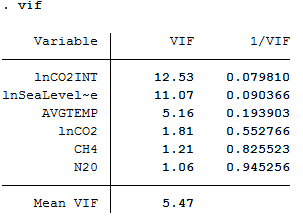 . vif
Variable VIF 1/VIF
lnCO2INT 12.53 0.079810
lnSeaLevel~e 11.07 0.090366
AVGTEMP 5.16 0.193903
lnCO2 1.81 0.552766
CH4 1.21 0.825523
N20 1.06 0.945256
Mean VIF 5.47